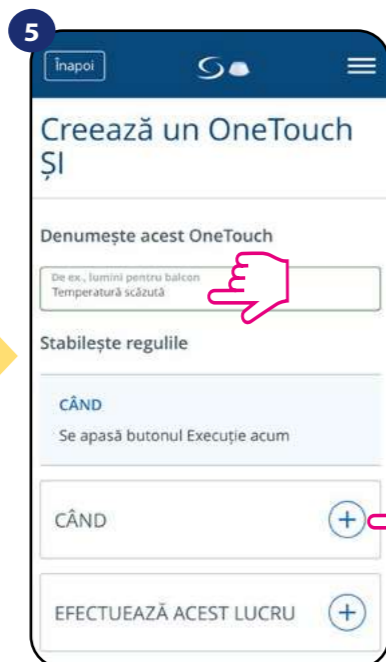 5
Înapoi
Creează un OneTouch
ȘI
Denumește acest OneTouch
De ex., lumini pentru balcon
Temperatură scăzută
Stabilește regulile
CÂND
Se apasă butonul Execuție acum
CÂND
EFECTUEAZĂ ACEST LUCRU